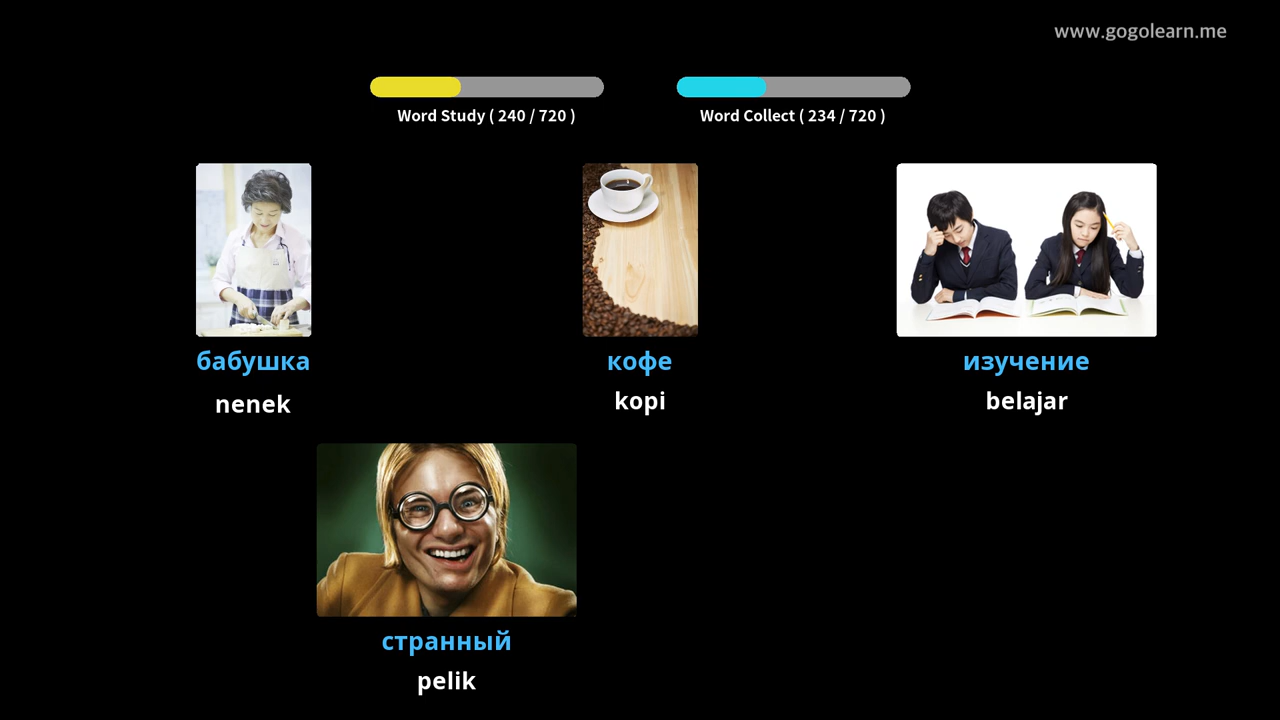 www.gogolearn.me
Word Study ( 240 / 720 )
Word Collect ( 234 / 720 )
бабушка
nenek
кофе
kopi
изучение
belajar
странный
pelik